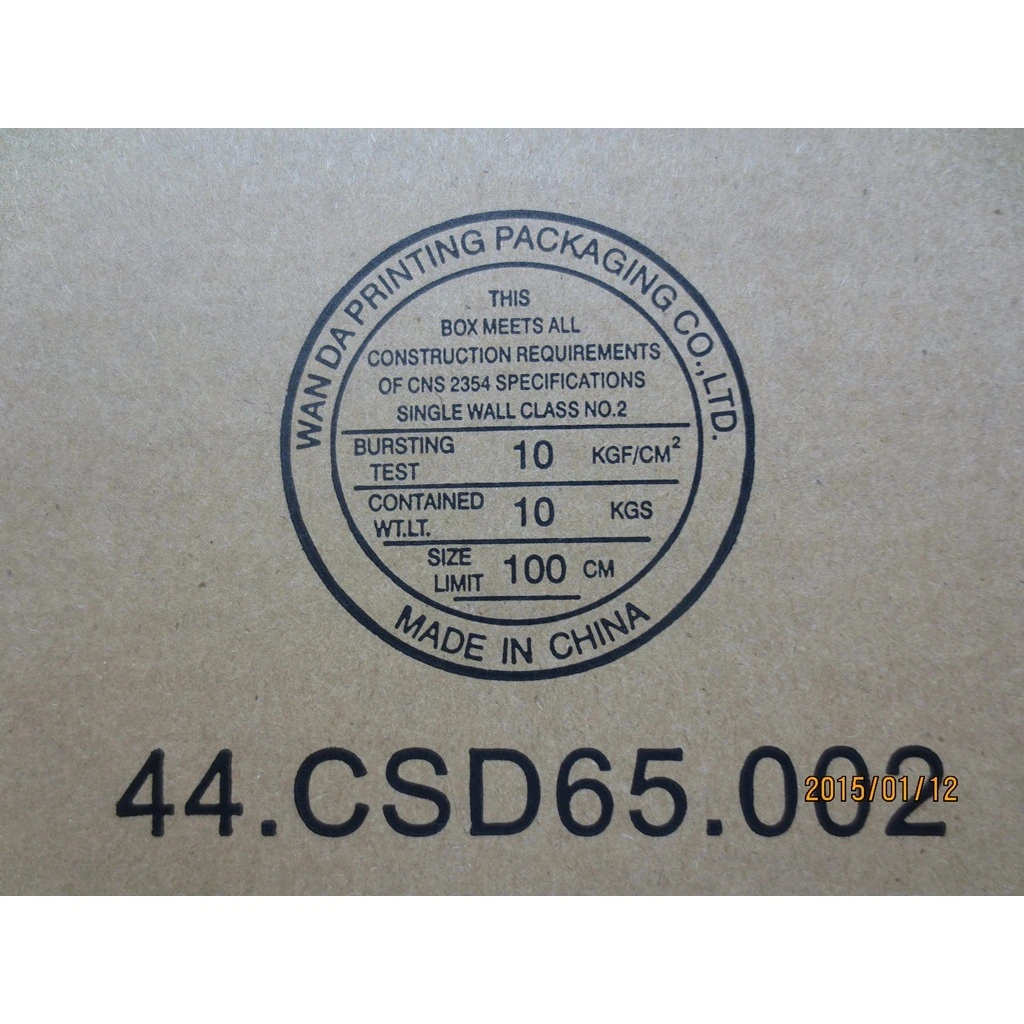 WAN DA PRINTING PACKAGING CO.,LTD.
THIS
BOX MEETS ALL
CONSTRUCTION REQUIREMENTS
OF CNS 2354 SPECIFICATIONS
SINGLE WALL CLASS NO.2
BURSTING TEST 10 KGF/CM²
CONTAINED WT.LT. 10 KGS
SIZE LIMIT 100 CM
MADE IN CHINA
44.CSD65.002
2015/01/12